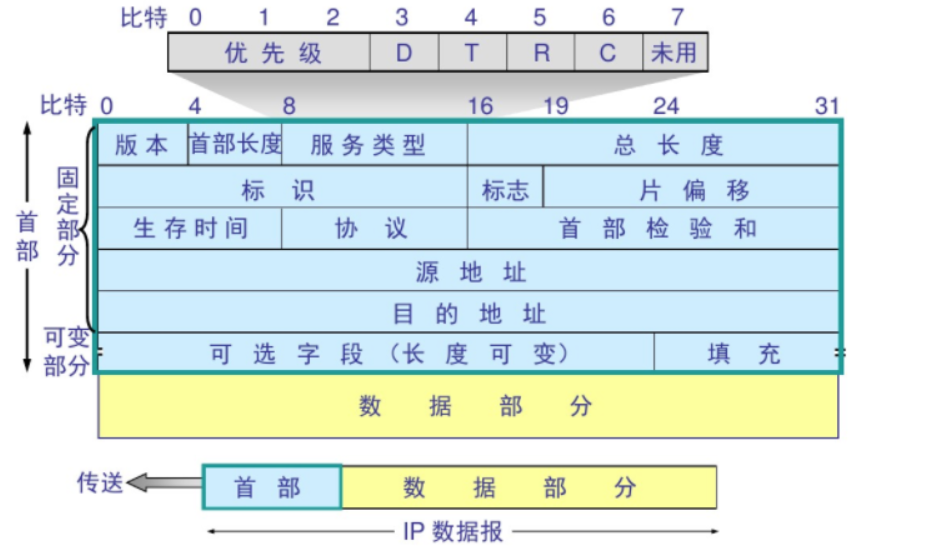 比特 0 1 2 3 4 5 6 7
优先级 D T R C 未用
比特 0 4 8 16 19 24 31
版本 首部长度 服务类型 总长度
标识 标志 片偏移
生存时间 协议 首部检验和
源地址
目的地址
可选字段（长度可变） 填充
首部
固定部分
可变部分
数据部分
传送 首部 数据部分
IP 数据报